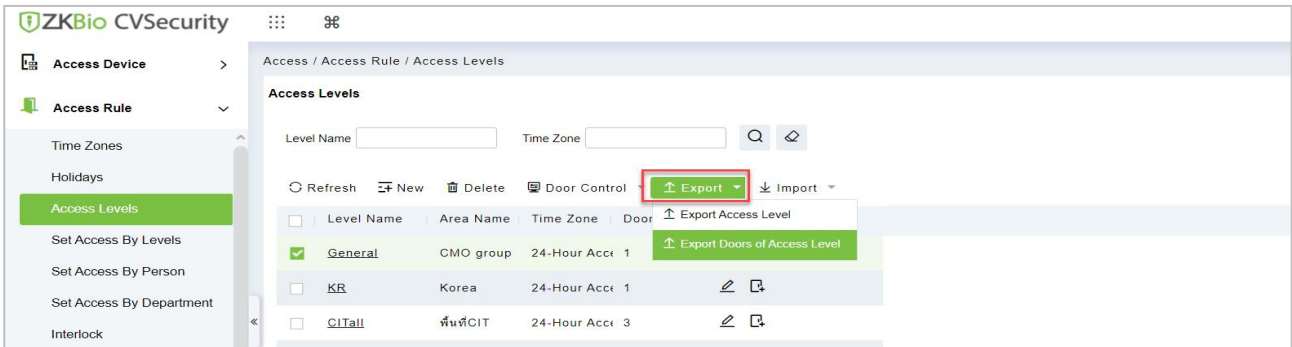 ZKBio CVSecurity
Access Device
Access / Access Rule / Access Levels
Access Rule
Access Levels
Time Zones
Level Name Time Zone
Holidays
Refresh New Delete Door Control Export Import
Access Levels
Level Name Area Name Time Zone Door
Export Access Level
Set Access By Levels
General CMO group 24-Hour Acce 1
Export Doors of Access Level
Set Access By Person
KR Korea 24-Hour Acce 1
Set Access By Department
CITall พื้นที่CIT 24-Hour Acce 3
Interlock